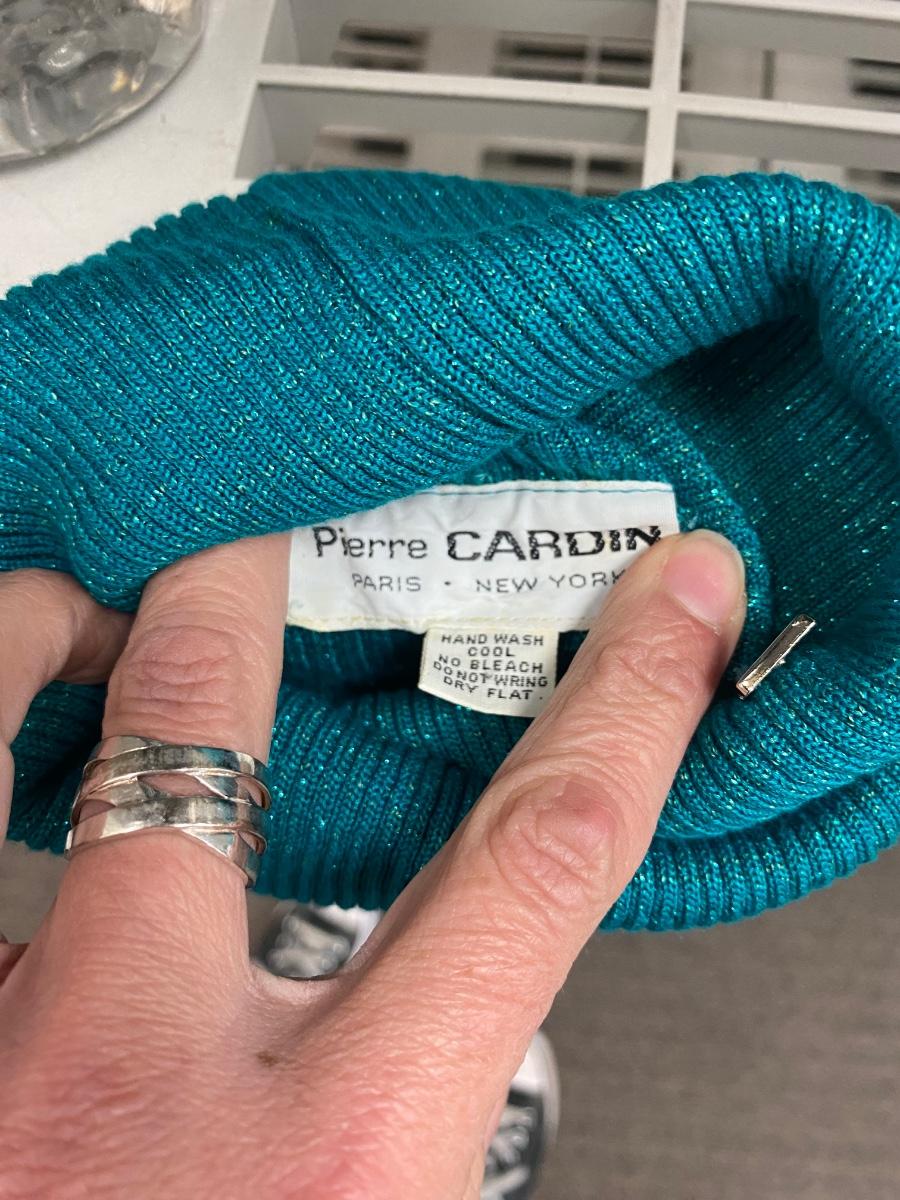 Pierre CARDIN
PARIS · NEW YORK
HAND WASH
COOL
NO BLEACH
DO NOT WRING
DRY FLAT.